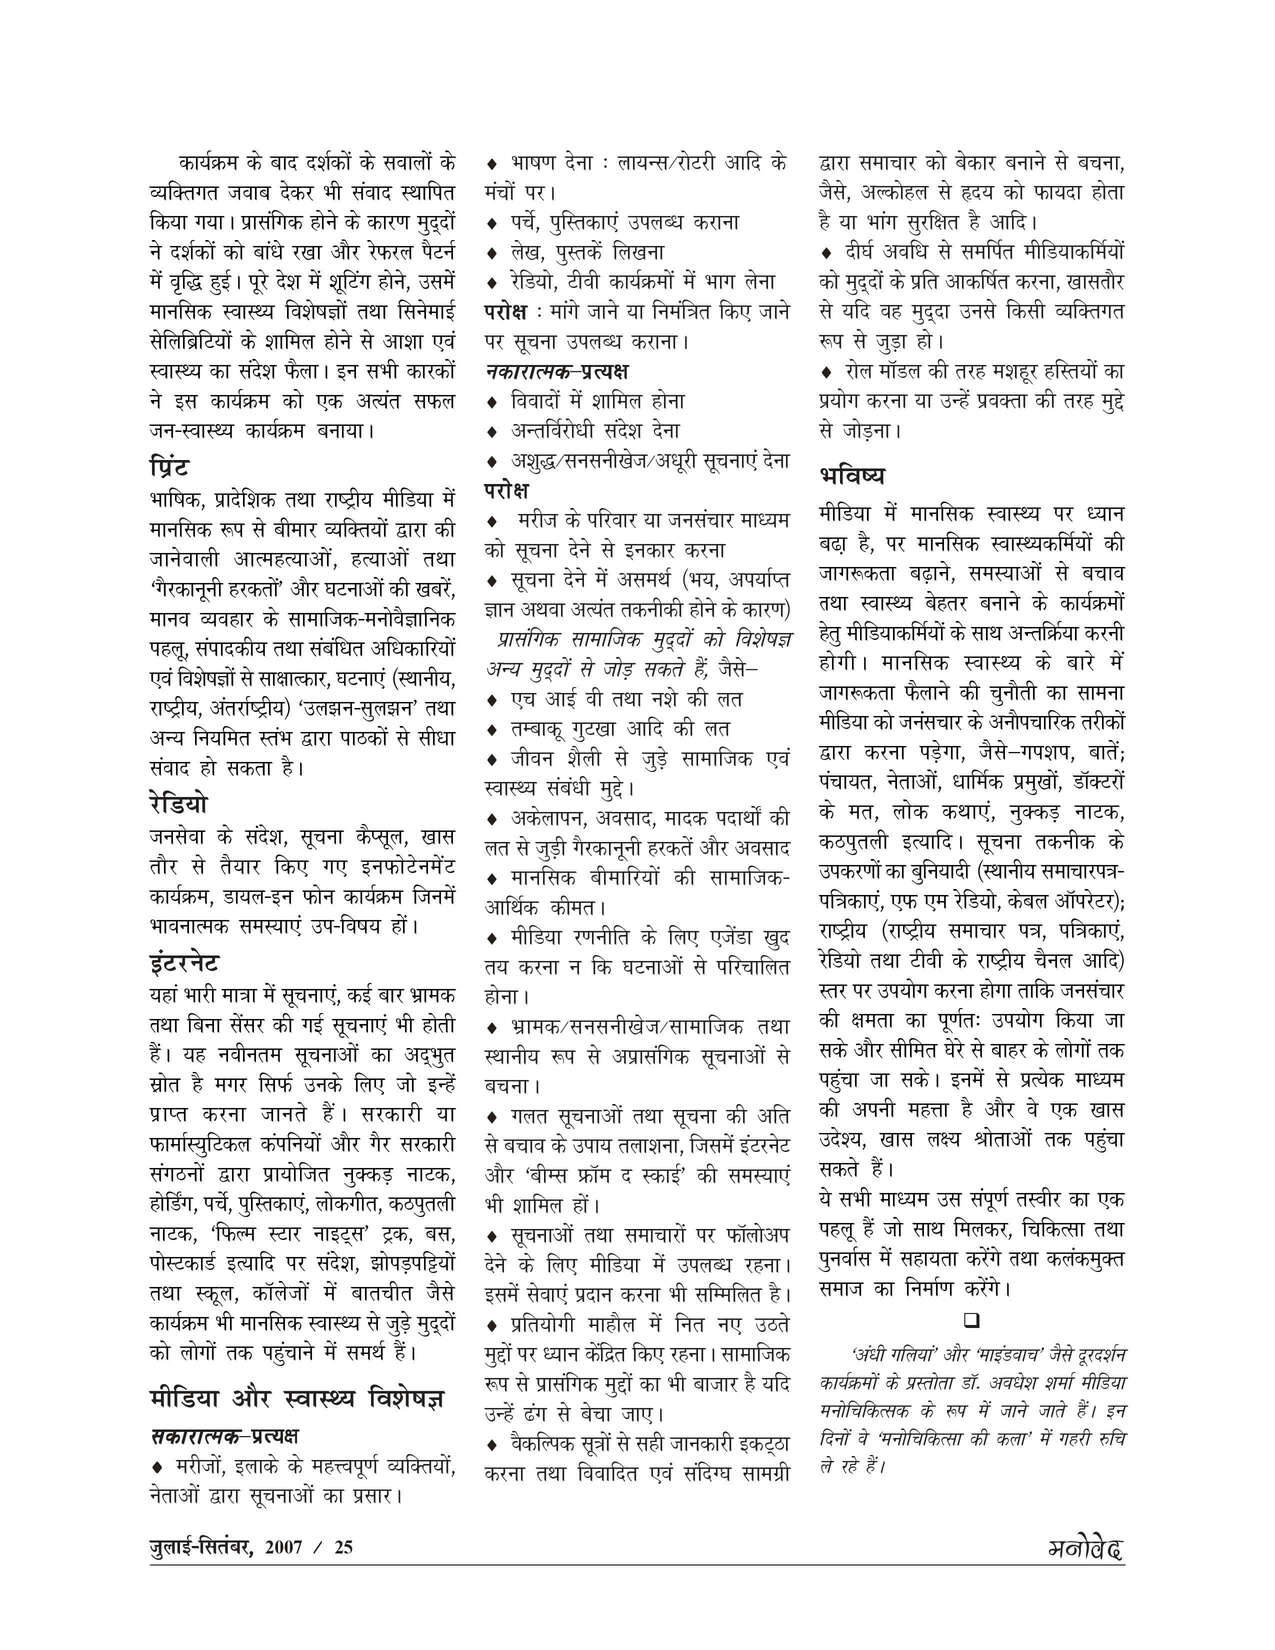 कार्यक्रम के बाद दर्शकों के सवालों के
व्यक्तिगत जवाब देकर भी संवाद स्थापित
किया गया। प्रासंगिक होने के कारण मुद्‌दों
ने दर्शकों को बांधे रखा और रेफरल पैटर्न
में वृद्धि हुई। पूरे देश में शूटिंग होने, उसमें
मानसिक स्वास्थ्य विशेषज्ञों तथा सिनेमाई
सेलिब्रिटियों के शामिल होने से आशा एवं
स्वास्थ्य का संदेश फैला। इन सभी कारकों
ने इस कार्यक्रम को एक अत्यंत सफल
जन-स्वास्थ्य कार्यक्रम बनाया।
प्रिंट
भाषिक, प्रादेशिक तथा राष्ट्रीय मीडिया में
मानसिक रूप से बीमार व्यक्तियों द्वारा की
जानेवाली आत्महत्याओं, हत्याओं तथा
‘गैरकानूनी हरकतों’ और घटनाओं की खबरें,
मानव व्यवहार के सामाजिक-मनोवैज्ञानिक
पहलू, संपादकीय तथा संबंधित अधिकारियों
एवं विशेषज्ञों से साक्षात्कार, घटनाएं (स्थानीय,
राष्ट्रीय, अंतर्राष्ट्रीय) ‘उलझन-सुलझन’ तथा
अन्य नियमित स्तंभ द्वारा पाठकों से सीधा
संवाद हो सकता है।
रेडियो
जनसेवा के संदेश, सूचना कैप्सूल, खास
तौर से तैयार किए गए इनफोटेनमेंट
कार्यक्रम, डायल-इन फोन कार्यक्रम जिनमें
भावनात्मक समस्याएं उप-विषय हों।
इंटरनेट
यहां भारी मात्रा में सूचनाएं, कई बार भ्रामक
तथा बिना सेंसर की गई सूचनाएं भी होती
हैं। यह नवीनतम सूचनाओं का अद्‌भुत
स्रोत है मगर सिर्फ उनके लिए जो इन्हें
प्राप्त करना जानते हैं। सरकारी या
फार्मास्युटिकल कंपनियों और गैर सरकारी
संगठनों द्वारा प्रायोजित नुक्कड़ नाटक,
होर्डिंग, पर्चे, पुस्तिकाएं, लोकगीत, कठपुतली
नाटक, ‘फिल्म स्टार नाइट्स’ ट्रक, बस,
पोस्टकार्ड इत्यादि पर संदेश, झोपड़पट्टियों
तथा स्कूल, कॉलेजों में बातचीत जैसे
कार्यक्रम भी मानसिक स्वास्थ्य से जुड़े मुद्‌दों
को लोगों तक पहुंचाने में समर्थ हैं।
मीडिया और स्वास्थ्य विशेषज्ञ
सकारात्मक–प्रत्यक्ष
♦ मरीजों, इलाके के महत्त्वपूर्ण व्यक्तियों,
नेताओं द्वारा सूचनाओं का प्रसार।
♦ भाषण देना : लायन्स/रोटरी आदि के
मंचों पर।
♦ पर्चे, पुस्तिकाएं उपलब्ध कराना
♦ लेख, पुस्तकें लिखना
♦ रेडियो, टीवी कार्यक्रमों में भाग लेना
परोक्ष : मांगे जाने या निमंत्रित किए जाने
पर सूचना उपलब्ध कराना।
नकारात्मक–प्रत्यक्ष
♦ विवादों में शामिल होना
♦ अन्तर्विरोधी संदेश देना
♦ अशुद्ध/सनसनीखेज/अधूरी सूचनाएं देना
परोक्ष
♦ मरीज के परिवार या जनसंचार माध्यम
को सूचना देने से इनकार करना
♦ सूचना देने में असमर्थ (भय, अपर्याप्त
ज्ञान अथवा अत्यंत तकनीकी होने के कारण)
प्रासंगिक सामाजिक मुद्‌दों को विशेषज्ञ
अन्य मुद्‌दों से जोड़ सकते हैं, जैसे–
♦ एच आई वी तथा नशे की लत
♦ तम्बाकू गुटखा आदि की लत
♦ जीवन शैली से जुड़े सामाजिक एवं
स्वास्थ्य संबंधी मुद्दे।
♦ अकेलापन, अवसाद, मादक पदार्थों की
लत से जुड़ी गैरकानूनी हरकतें और अवसाद
♦ मानसिक बीमारियों की सामाजिक-
आर्थिक कीमत।
♦ मीडिया रणनीति के लिए एजेंडा खुद
तय करना न कि घटनाओं से परिचालित
होना।
♦ भ्रामक/सनसनीखेज/सामाजिक तथा
स्थानीय रूप से अप्रासंगिक सूचनाओं से
बचना।
♦ गलत सूचनाओं तथा सूचना की अति
से बचाव के उपाय तलाशना, जिसमें इंटरनेट
और ‘बीम्स फ्रॉम द स्काई’ की समस्याएं
भी शामिल हों।
♦ सूचनाओं तथा समाचारों पर फॉलोअप
देने के लिए मीडिया में उपलब्ध रहना।
इसमें सेवाएं प्रदान करना भी सम्मिलित है।
♦ प्रतियोगी माहौल में नित नए उठते
मुद्दों पर ध्यान केंद्रित किए रहना। सामाजिक
रूप से प्रासंगिक मुद्दों का भी बाजार है यदि
उन्हें ढंग से बेचा जाए।
♦ वैकल्पिक सूत्रों से सही जानकारी इकट्‌ठा
करना तथा विवादित एवं संदिग्ध सामग्री
द्वारा समाचार को बेकार बनाने से बचना,
जैसे, अल्कोहल से हृदय को फायदा होता
है या भांग सुरक्षित है आदि।
♦ दीर्घ अवधि से समर्पित मीडियाकर्मियों
को मुद्‌दों के प्रति आकर्षित करना, खासतौर
से यदि वह मुद्‌दा उनसे किसी व्यक्तिगत
रूप से जुड़ा हो।
♦ रोल मॉडल की तरह मशहूर हस्तियों का
प्रयोग करना या उन्हें प्रवक्ता की तरह मुद्दे
से जोड़ना।
भविष्य
मीडिया में मानसिक स्वास्थ्य पर ध्यान
बढ़ा है, पर मानसिक स्वास्थ्यकर्मियों की
जागरूकता बढ़ाने, समस्याओं से बचाव
तथा स्वास्थ्य बेहतर बनाने के कार्यक्रमों
हेतु मीडियाकर्मियों के साथ अन्तर्क्रिया करनी
होगी। मानसिक स्वास्थ्य के बारे में
जागरूकता फैलाने की चुनौती का सामना
मीडिया को जनंसचार के अनौपचारिक तरीकों
द्वारा करना पड़ेगा, जैसे–गपशप, बातें;
पंचायत, नेताओं, धार्मिक प्रमुखों, डॉक्टरों
के मत, लोक कथाएं, नुक्कड़ नाटक,
कठपुतली इत्यादि। सूचना तकनीक के
उपकरणों का बुनियादी (स्थानीय समाचारपत्र-
पत्रिकाएं, एफ एम रेडियो, केबल ऑपरेटर);
राष्ट्रीय (राष्ट्रीय समाचार पत्र, पत्रिकाएं,
रेडियो तथा टीवी के राष्ट्रीय चैनल आदि)
स्तर पर उपयोग करना होगा ताकि जनसंचार
की क्षमता का पूर्णतः उपयोग किया जा
सके और सीमित घेरे से बाहर के लोगों तक
पहुंचा जा सके। इनमें से प्रत्येक माध्यम
की अपनी महत्ता है और वे एक खास
उदेश्य, खास लक्ष्य श्रोताओं तक पहुंचा
सकते हैं।
ये सभी माध्यम उस संपूर्ण तस्वीर का एक
पहलू हैं जो साथ मिलकर, चिकित्सा तथा
पुनर्वास में सहायता करेंगे तथा कलंकमुक्त
समाज का निर्माण करेंगे।
❑
‘अंधी गलियां’ और ‘माइंडवाच’ जैसे दूरदर्शन
कार्यक्रमों के प्रस्तोता डॉ. अवधेश शर्मा मीडिया
मनोचिकित्सक के रूप में जाने जाते हैं। इन
दिनों वे ‘मनोचिकित्सा की कला’ में गहरी रुचि
ले रहे हैं।
जुलाई-सितंबर, 2007 / 25
मनोवेद